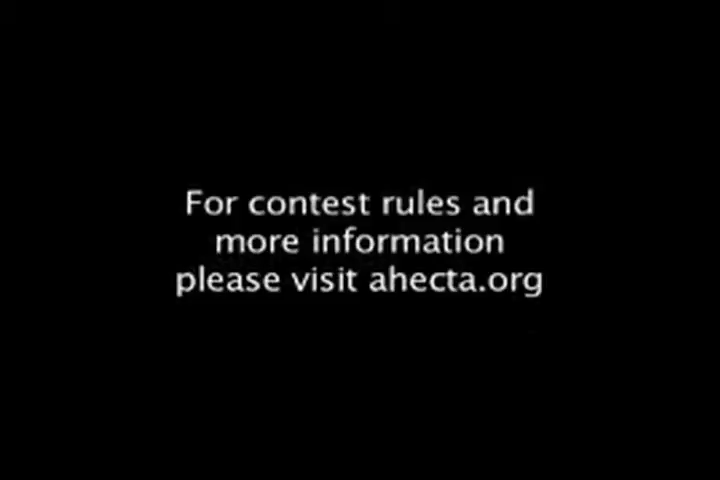 For contest rules and
more information
please visit ahecta.org